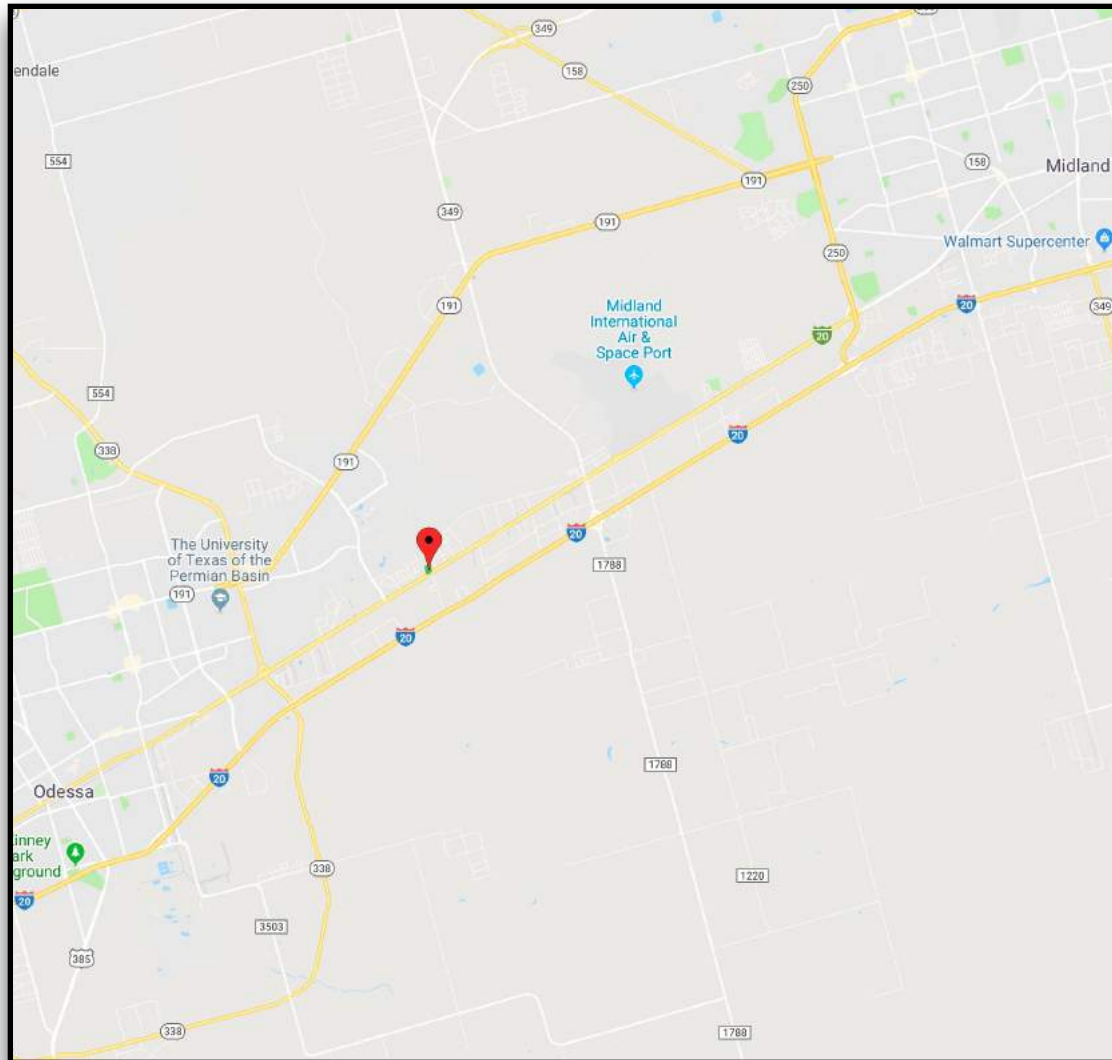 349
endale
158
250
554
158
Midland
191
349
191
Walmart Supercenter
250
191
Midland
International
Air &
Space Port
20
349
20
554
20
338
191
20
The University
of Texas of the
Permian Basin
1788
191
20
1788
20
Odessa
inney
ark
ground
338
1220
20
3503
385
338
1788